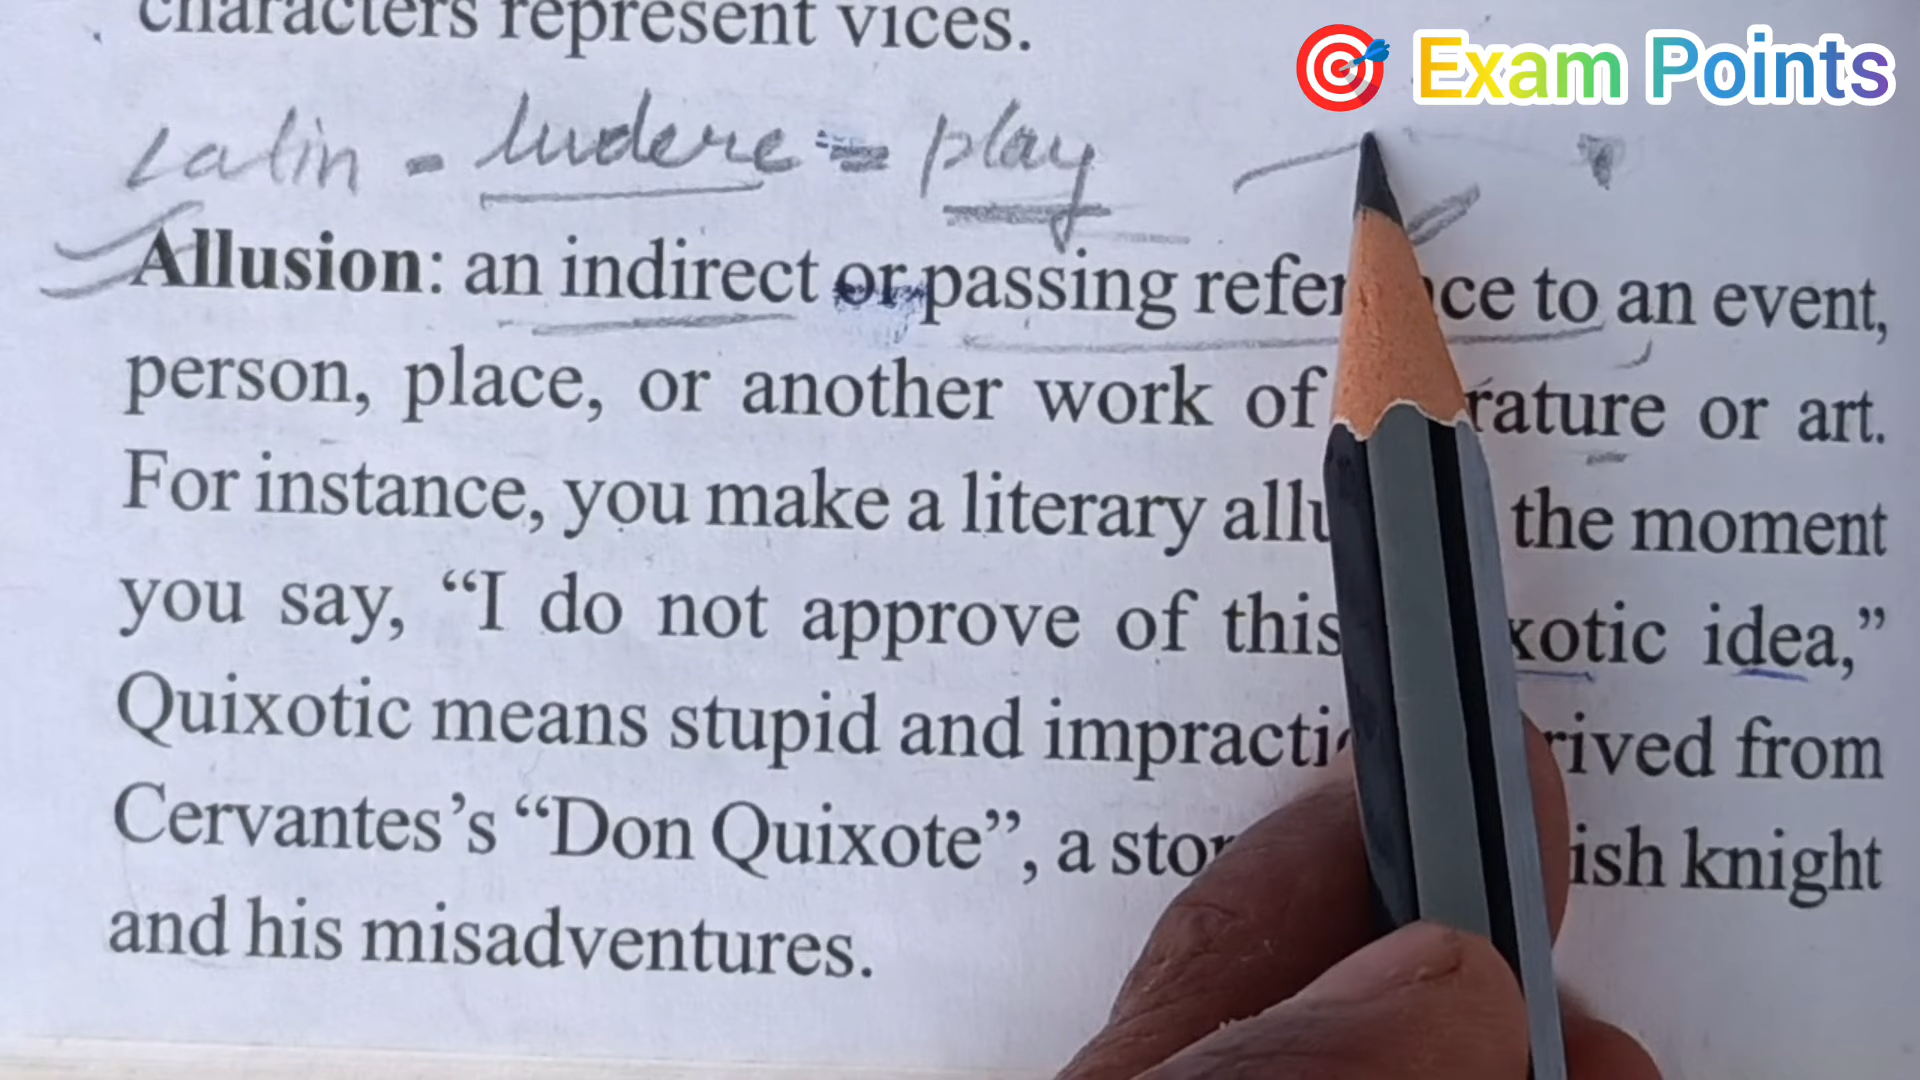 characters represent vices.
Exam Points
Latin - ludere = play
Allusion: an indirect or passing reference to an event,
person, place, or another work of rature or art.
For instance, you make a literary allu the moment
you say, “I do not approve of this xotic idea,”
Quixotic means stupid and impracti rived from
Cervantes’s “Don Quixote”, a stor ish knight
and his misadventures.